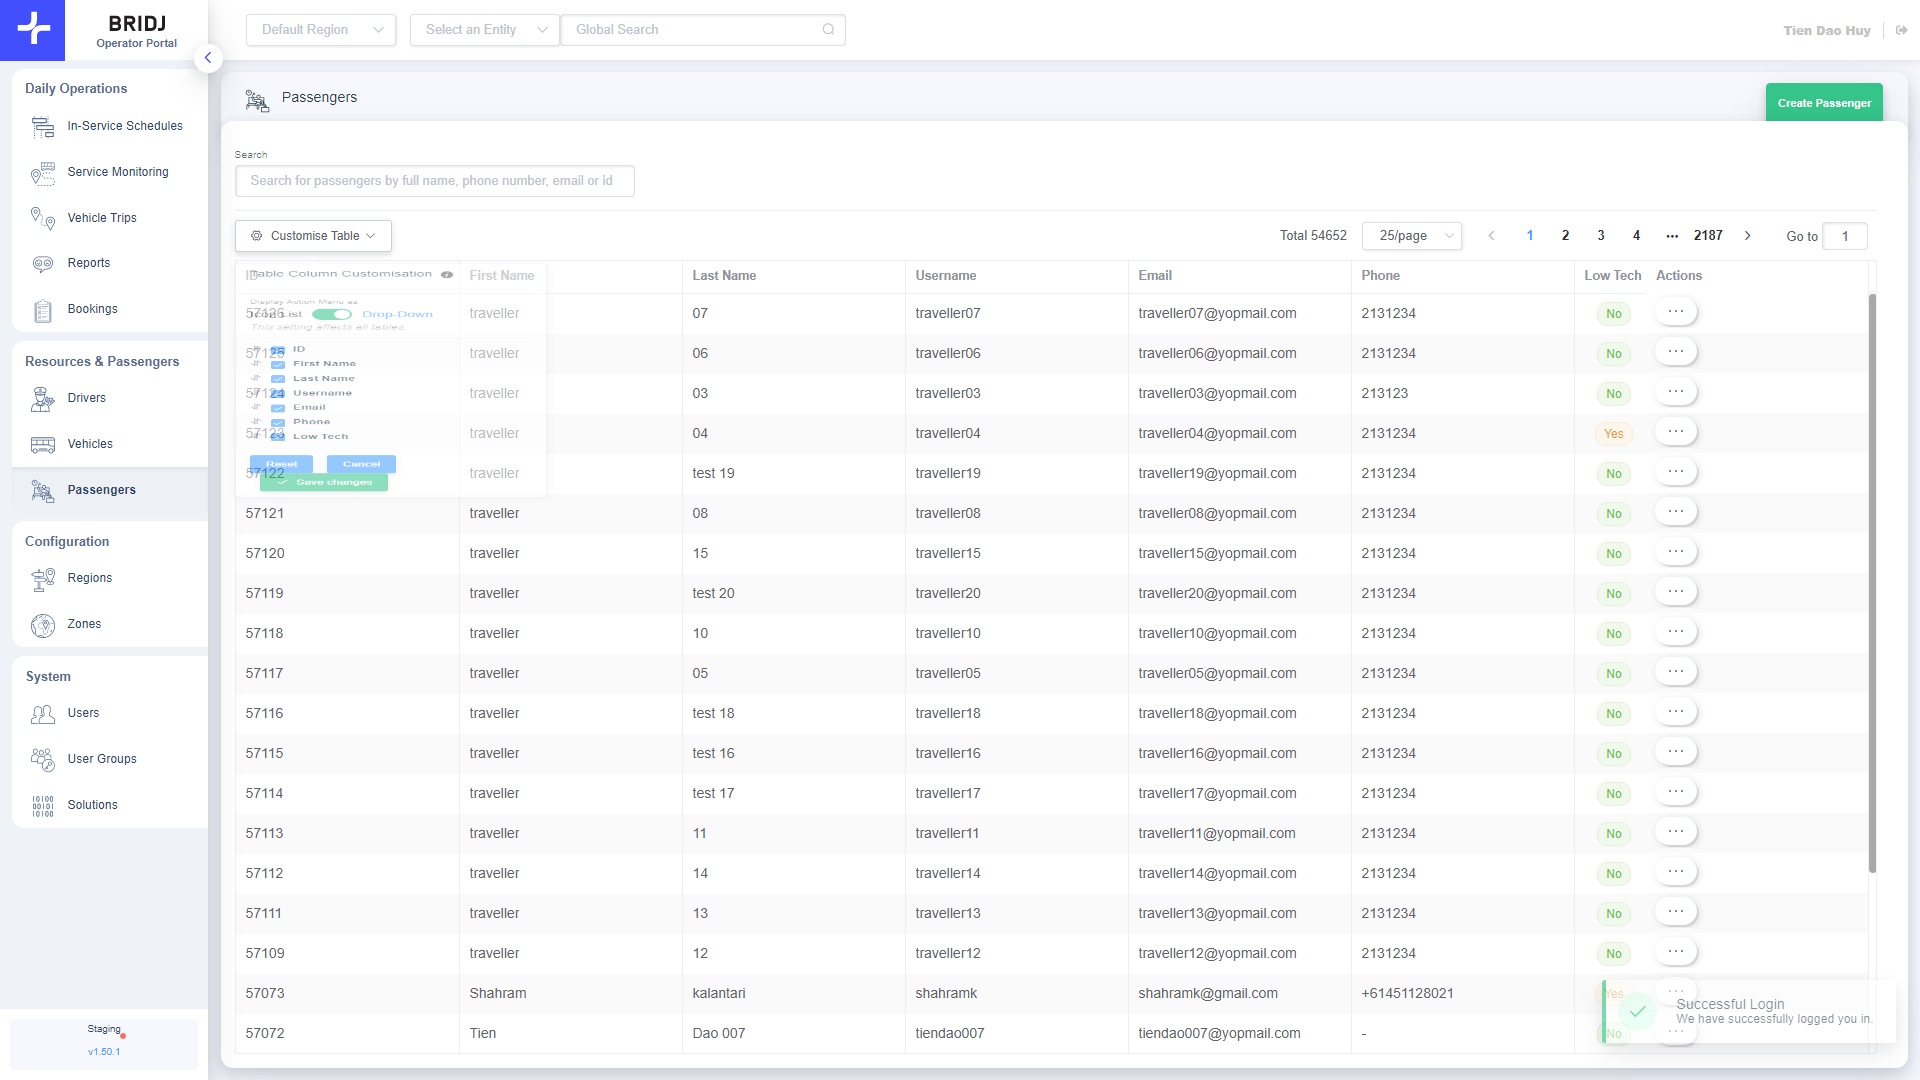 BRIDJ
Operator Portal
Default Region
Select an Entity
Global Search
Tien Dao Huy
Daily Operations
In-Service Schedules
Service Monitoring
Vehicle Trips
Reports
Bookings
Resources & Passengers
Drivers
Vehicles
Passengers
Configuration
Regions
Zones
System
Users
User Groups
Solutions
Staging
v1.50.1
Passengers
Create Passenger
Search
Search for passengers by full name, phone number, email or id
Customise Table
Total 54652
25/page
1 2 3 4 ... 2187
Go to 1
ID First Name Last Name Username Email Phone Low Tech Actions
Table Column Customisation
Display Action Menu as
Icon List Drop-Down
This setting effects all tables.
ID
First Name
Last Name
Username
Email
Phone
Low Tech
Reset Cancel
Save changes
57126 traveller 07 traveller07 traveller07@yopmail.com 2131234 No ...
57125 traveller 06 traveller06 traveller06@yopmail.com 2131234 No ...
57124 traveller 03 traveller03 traveller03@yopmail.com 213123 No ...
57123 traveller 04 traveller04 traveller04@yopmail.com 2131234 Yes ...
57122 traveller test 19 traveller19 traveller19@yopmail.com 2131234 No ...
57121 traveller 08 traveller08 traveller08@yopmail.com 2131234 No ...
57120 traveller 15 traveller15 traveller15@yopmail.com 2131234 No ...
57119 traveller test 20 traveller20 traveller20@yopmail.com 2131234 No ...
57118 traveller 10 traveller10 traveller10@yopmail.com 2131234 No ...
57117 traveller 05 traveller05 traveller05@yopmail.com 2131234 No ...
57116 traveller test 18 traveller18 traveller18@yopmail.com 2131234 No ...
57115 traveller test 16 traveller16 traveller16@yopmail.com 2131234 No ...
57114 traveller test 17 traveller17 traveller17@yopmail.com 2131234 No ...
57113 traveller 11 traveller11 traveller11@yopmail.com 2131234 No ...
57112 traveller 14 traveller14 traveller14@yopmail.com 2131234 No ...
57111 traveller 13 traveller13 traveller13@yopmail.com 2131234 No ...
57109 traveller 12 traveller12 traveller12@yopmail.com 2131234 No ...
57073 Shahram kalantari shahramk shahramk@gmail.com +61451128021 Yes ...
57072 Tien Dao 007 tiendao007 tiendao007@yopmail.com - No ...
Successful Login
We have successfully logged you in.